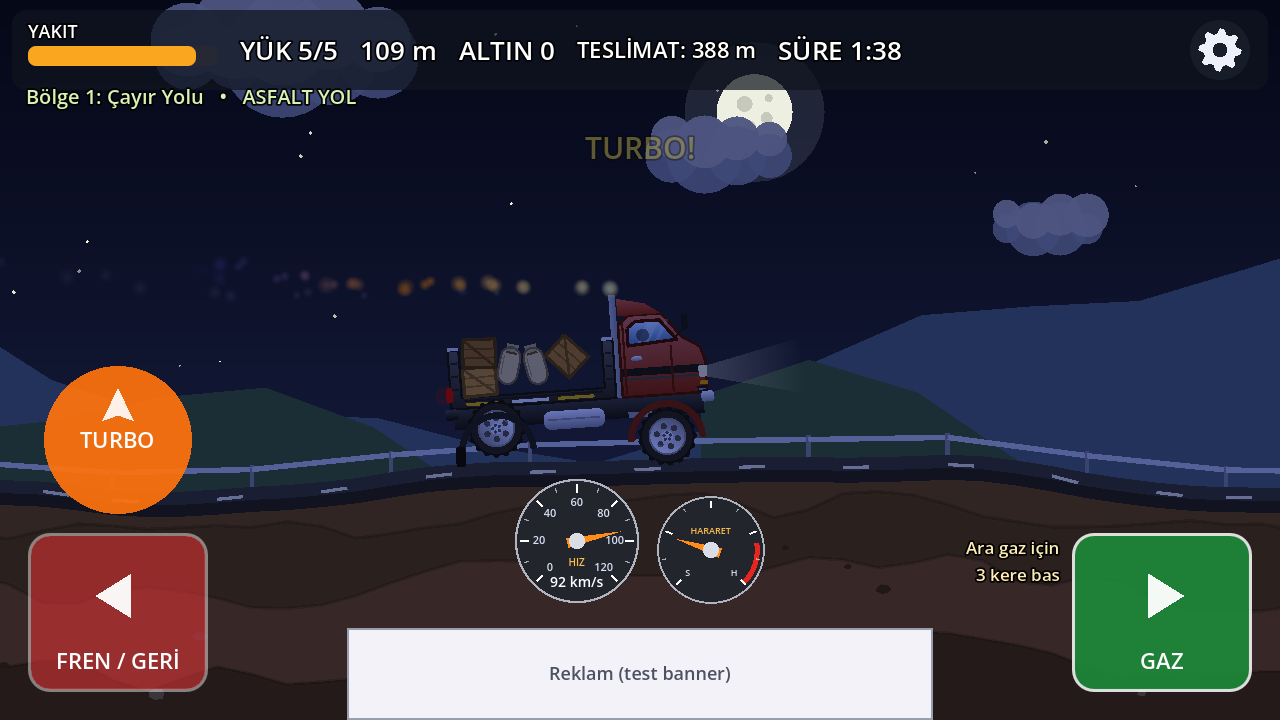 YAKIT
YÜK 5/5 109 m ALTIN 0 TESLİMAT: 388 m SÜRE 1:38
Bölge 1: Çayır Yolu • ASFALT YOL
TURBO!
TURBO
0 20 40 60 80 100 120
HIZ
92 km/s
HARARET
S H
Ara gaz için
3 kere bas
FREN / GERİ
GAZ
Reklam (test banner)